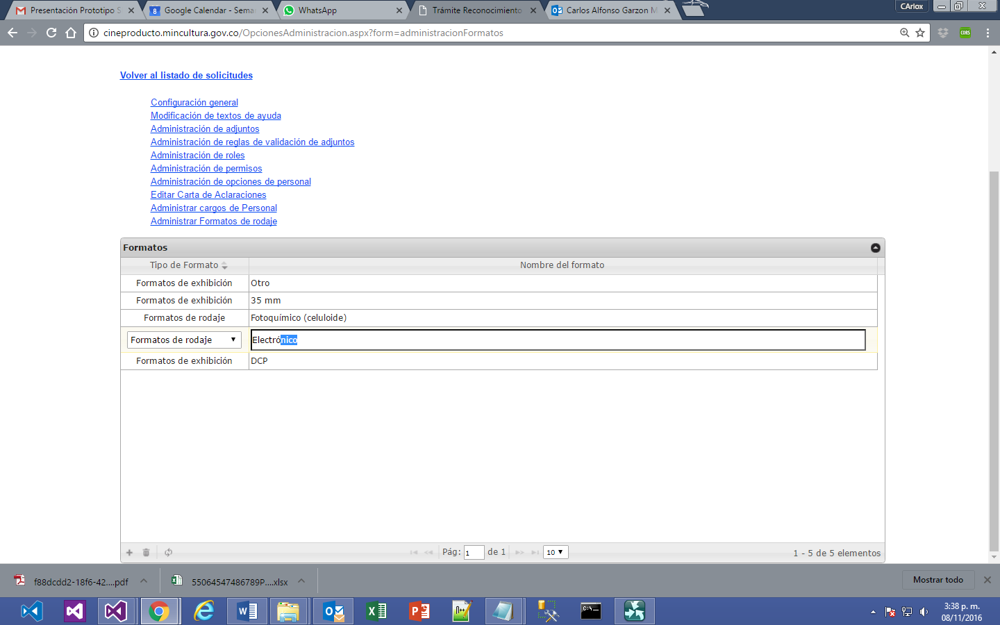 Presentación Prototipo S
Google Calendar - Sema
WhatsApp
Trámite Reconocimiento
Carlos Alfonso Garzon M
CArlox
cineproducto.mincultura.gov.co/OpcionesAdministracion.aspx?form=administracionFormatos
CORS
Volver al listado de solicitudes
Configuración general
Modificación de textos de ayuda
Administración de adjuntos
Administración de reglas de validación de adjuntos
Administración de roles
Administración de permisos
Administración de opciones de personal
Editar Carta de Aclaraciones
Administrar cargos de Personal
Administrar Formatos de rodaje
Formatos
Tipo de Formato Nombre del formato
Formatos de exhibición Otro
Formatos de exhibición 35 mm
Formatos de rodaje Fotoquímico (celuloide)
Formatos de rodaje Electrónico
Formatos de exhibición DCP
Pág: 1 de 1 10 1 - 5 de 5 elementos
f88dcdd2-18f6-42....pdf
55064547486789P....xlsx
Mostrar todo
3:38 p. m.
08/11/2016